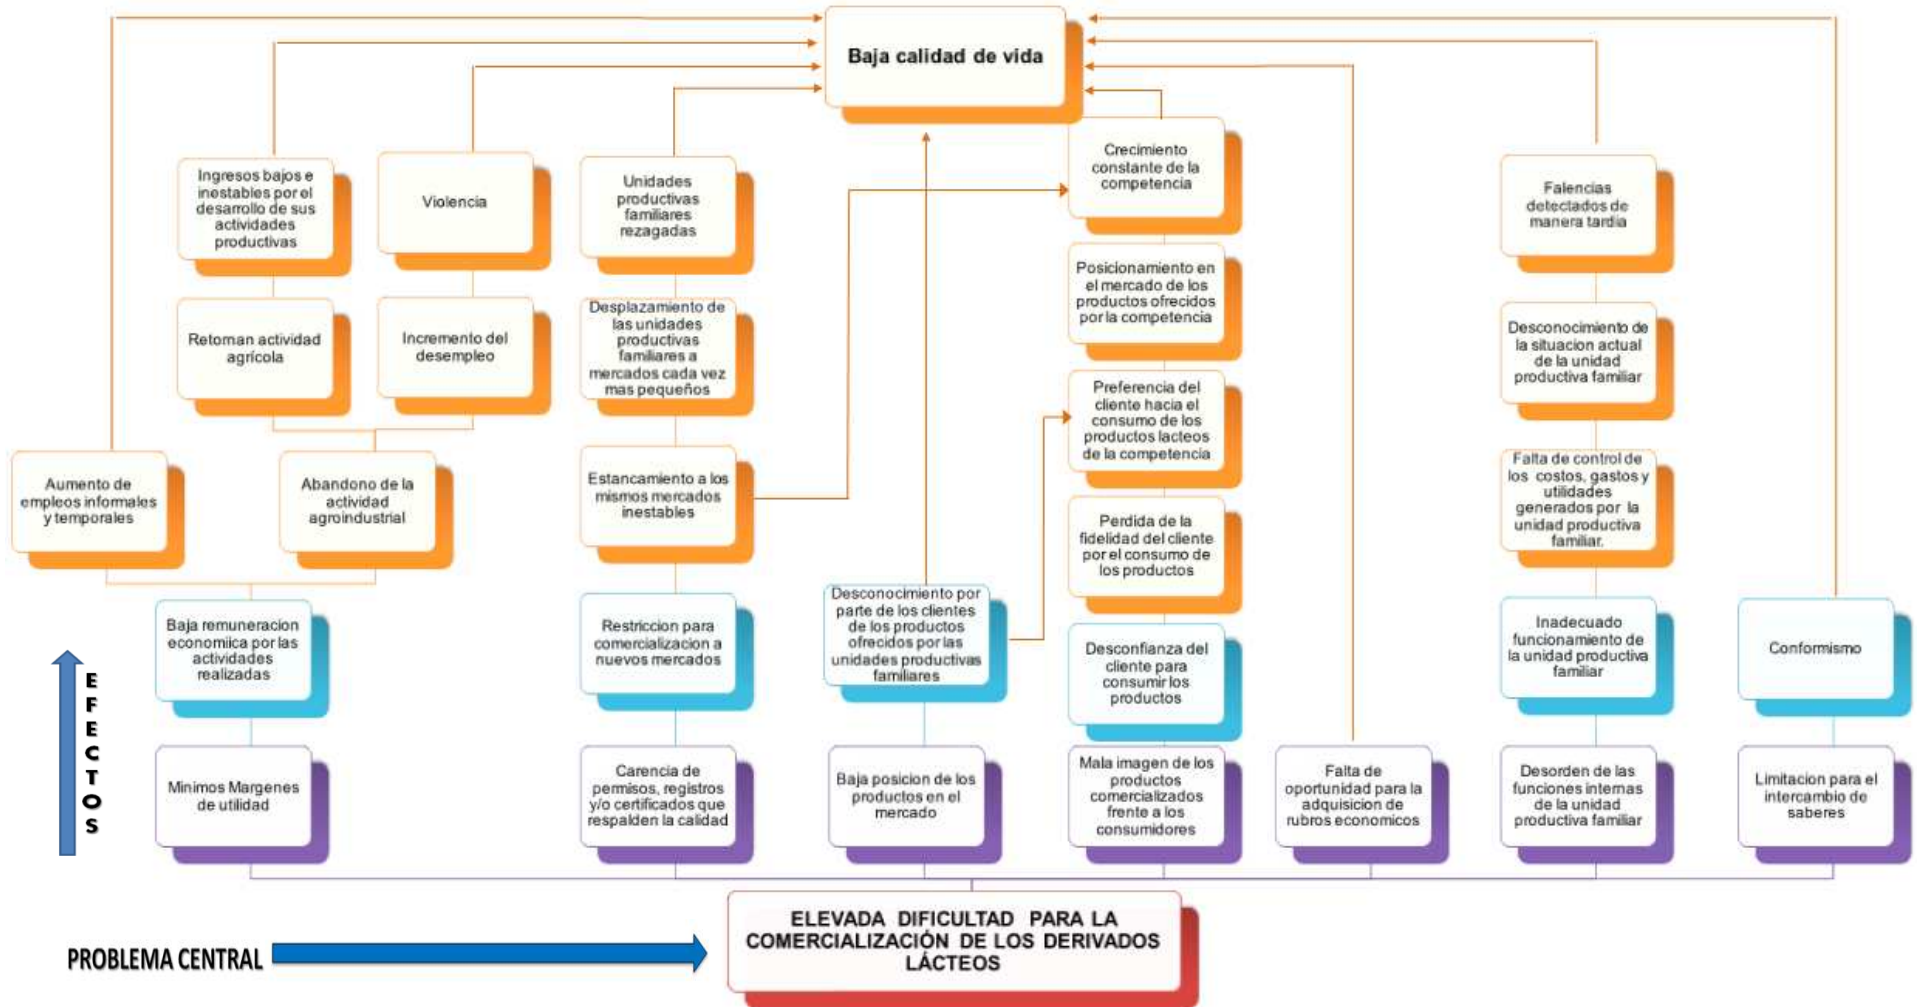 Baja calidad de vida
Ingresos bajos e
inestables por el
desarrollo de sus
actividades
productivas
Violencia
Unidades
productivas
familiares
rezagadas
Crecimiento
constante de la
competencia
Falencias
detectados de
manera tardia
Retornan actividad
agrícola
Incremento del
desempleo
Desplazamiento de
las unidades
productivas
familiares a
mercados cada vez
mas pequeños
Posicionamiento en
el mercado de los
productos ofrecidos
por la competencia
Desconocimiento de
la situacion actual
de la unidad
productiva familiar
Aumento de
empleos informales
y temporales
Abandono de la
actividad
agroindustrial
Estancamiento a los
mismos mercados
inestables
Preferencia del
cliente hacia el
consumo de los
productos lacteos
de la competencia
Falta de control de
los costos, gastos y
utilidades
generados por la
unidad productiva
familiar.
Perdida de la
fidelidad del cliente
por el consumo de
los productos
Baja remuneracion
economiica por las
actividades
realizadas
Restriccion para
comercializacion a
nuevos mercados
Desconocimiento por
parte de los clientes
de los productos
ofrecidos por las
unidades productivas
familiares
Desconfianza del
cliente para
consumir los
productos
Inadecuado
funcionamiento de
la unidad productiva
familiar
Conformismo
EFECTOS
Minimos Margenes
de utilidad
Carencia de
permisos, registros
y/o certificados que
respalden la calidad
Baja posicion de los
productos en el
mercado
Mala imagen de los
productos
comercializados
frente a los
consumidores
Falta de
oportunidad para la
adquisicion de
rubros economicos
Desorden de las
funciones internas
de la unidad
productiva familiar
Limitacion para el
intercambio de
saberes
PROBLEMA CENTRAL
ELEVADA DIFICULTAD PARA LA
COMERCIALIZACIÓN DE LOS DERIVADOS
LÁCTEOS